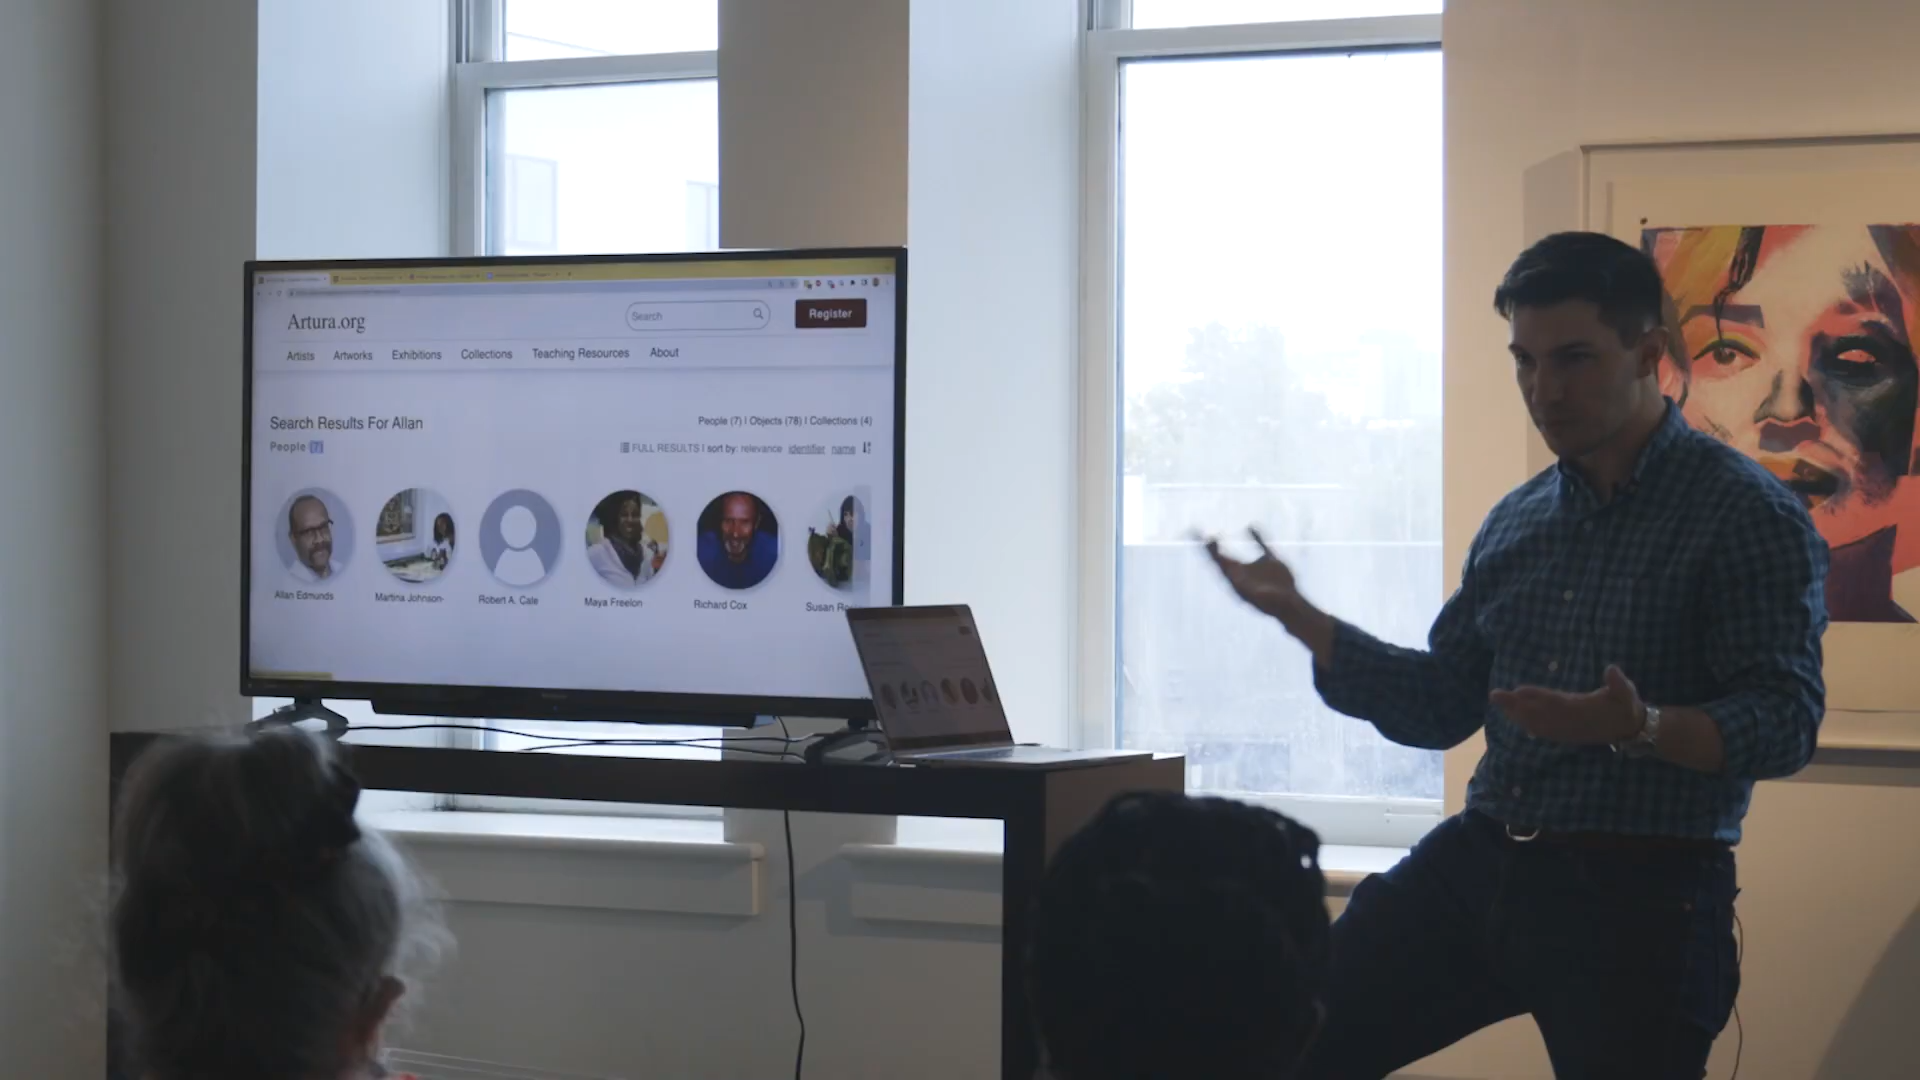 Artura.org
Search
Register
Artists Artworks Exhibitions Collections Teaching Resources About
Search Results For Allan
People (7) | Objects (78) | Collections (4)
People (7)
FULL RESULTS | sort by: relevance identifier name
Allan Edmunds Martina Johnson- Robert A. Cale Maya Freelon Richard Cox Susan